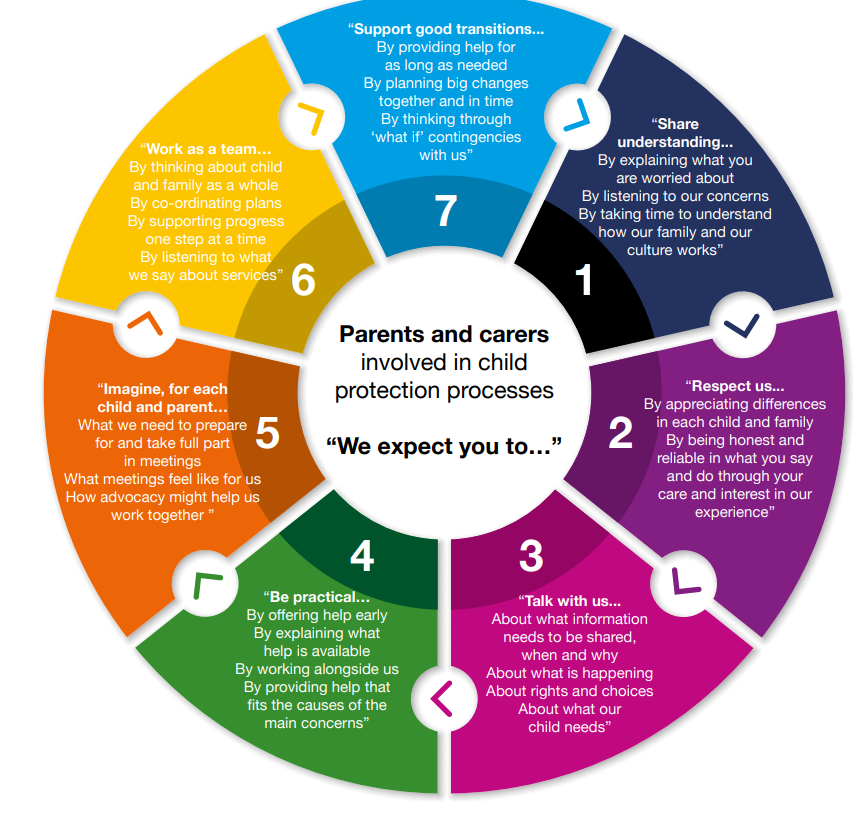 Parents and carers
involved in child
protection processes
“We expect you to...”
1
“Share
understanding...
By explaining what you
are worried about
By listening to our concerns
By taking time to understand
how our family and our
culture works”
2
“Respect us...
By appreciating differences
in each child and family
By being honest and
reliable in what you say
and do through your
care and interest in our
experience”
3
“Talk with us...
About what information
needs to be shared,
when and why
About what is happening
About rights and choices
About what our
child needs”
4
“Be practical...
By offering help early
By explaining what
help is available
By working alongside us
By providing help that
fits the causes of the
main concerns”
5
“Imagine, for each
child and parent...
What we need to prepare
for and take full part
in meetings
What meetings feel like for us
How advocacy might help us
work together ”
6
“Work as a team...
By thinking about child
and family as a whole
By co-ordinating plans
By supporting progress
one step at a time
By listening to what
we say about services”
7
“Support good transitions...
By providing help for
as long as needed
By planning big changes
together and in time
By thinking through
‘what if’ contingencies
with us”